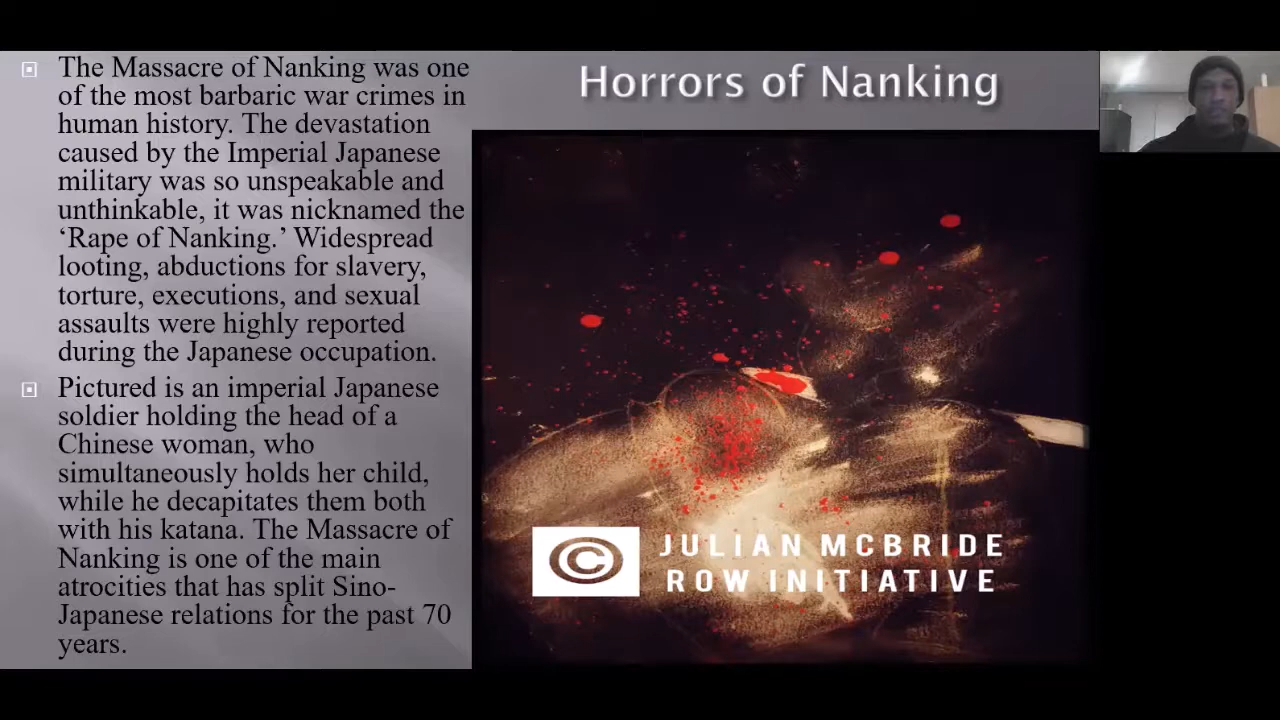 Horrors of Nanking
The Massacre of Nanking was one
of the most barbaric war crimes in
human history. The devastation
caused by the Imperial Japanese
military was so unspeakable and
unthinkable, it was nicknamed the
‘Rape of Nanking.’ Widespread
looting, abductions for slavery,
torture, executions, and sexual
assaults were highly reported
during the Japanese occupation.
Pictured is an imperial Japanese
soldier holding the head of a
Chinese woman, who
simultaneously holds her child,
while he decapitates them both
with his katana. The Massacre of
Nanking is one of the main
atrocities that has split Sino-
Japanese relations for the past 70
years.
©
JULIAN MCBRIDE
ROW INITIATIVE